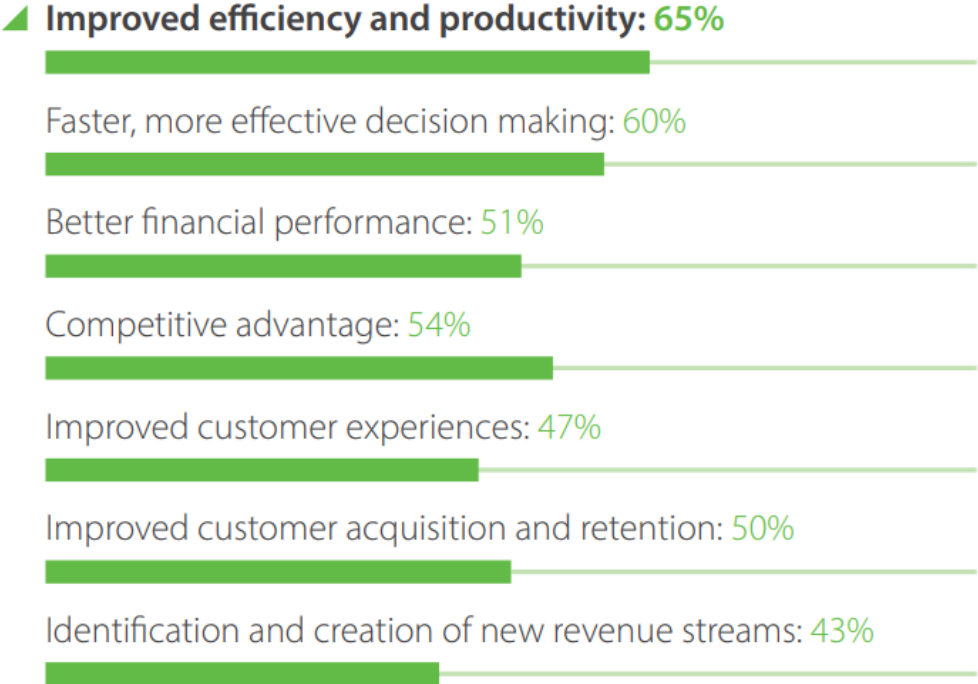 Improved efficiency and productivity: 65%
Faster, more effective decision making: 60%
Better financial performance: 51%
Competitive advantage: 54%
Improved customer experiences: 47%
Improved customer acquisition and retention: 50%
Identification and creation of new revenue streams: 43%